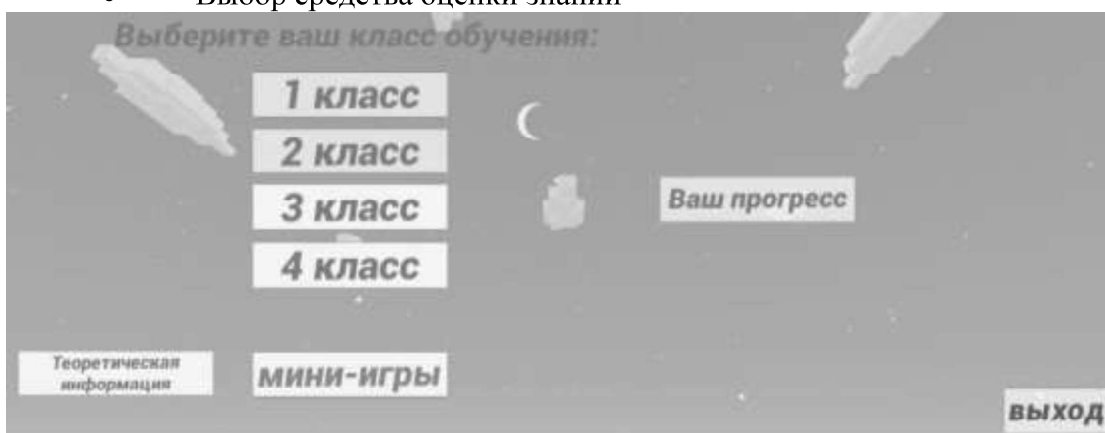 • Выбор средства оценки знаний
Выберите ваш класс обучения:
1 класс
2 класс
3 класс
4 класс
Ваш прогресс
Теоретическая
информация
мини-игры
выход